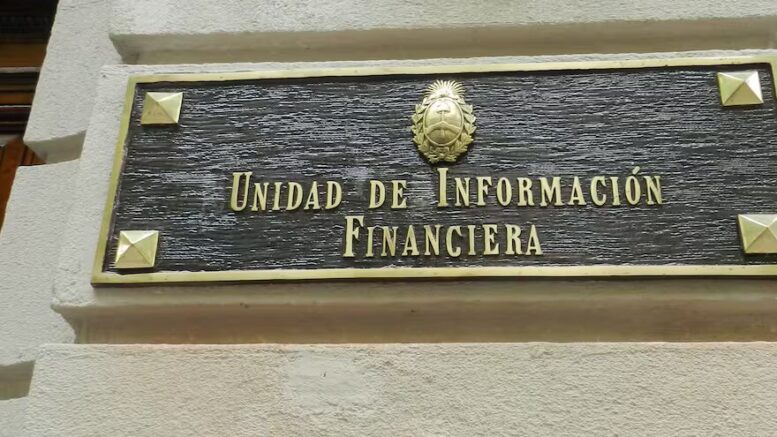 UNIDAD DE INFORMACIÓN
FINANCIERA